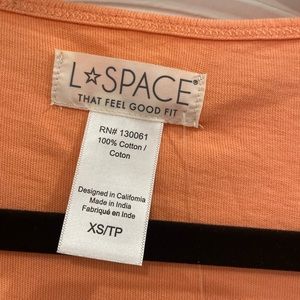 L☆SPACE®
THAT FEEL GOOD FIT
RN# 130061
100% Cotton /
Coton
Designed in California
Made in India
Fabriqué en Inde
XS/TP